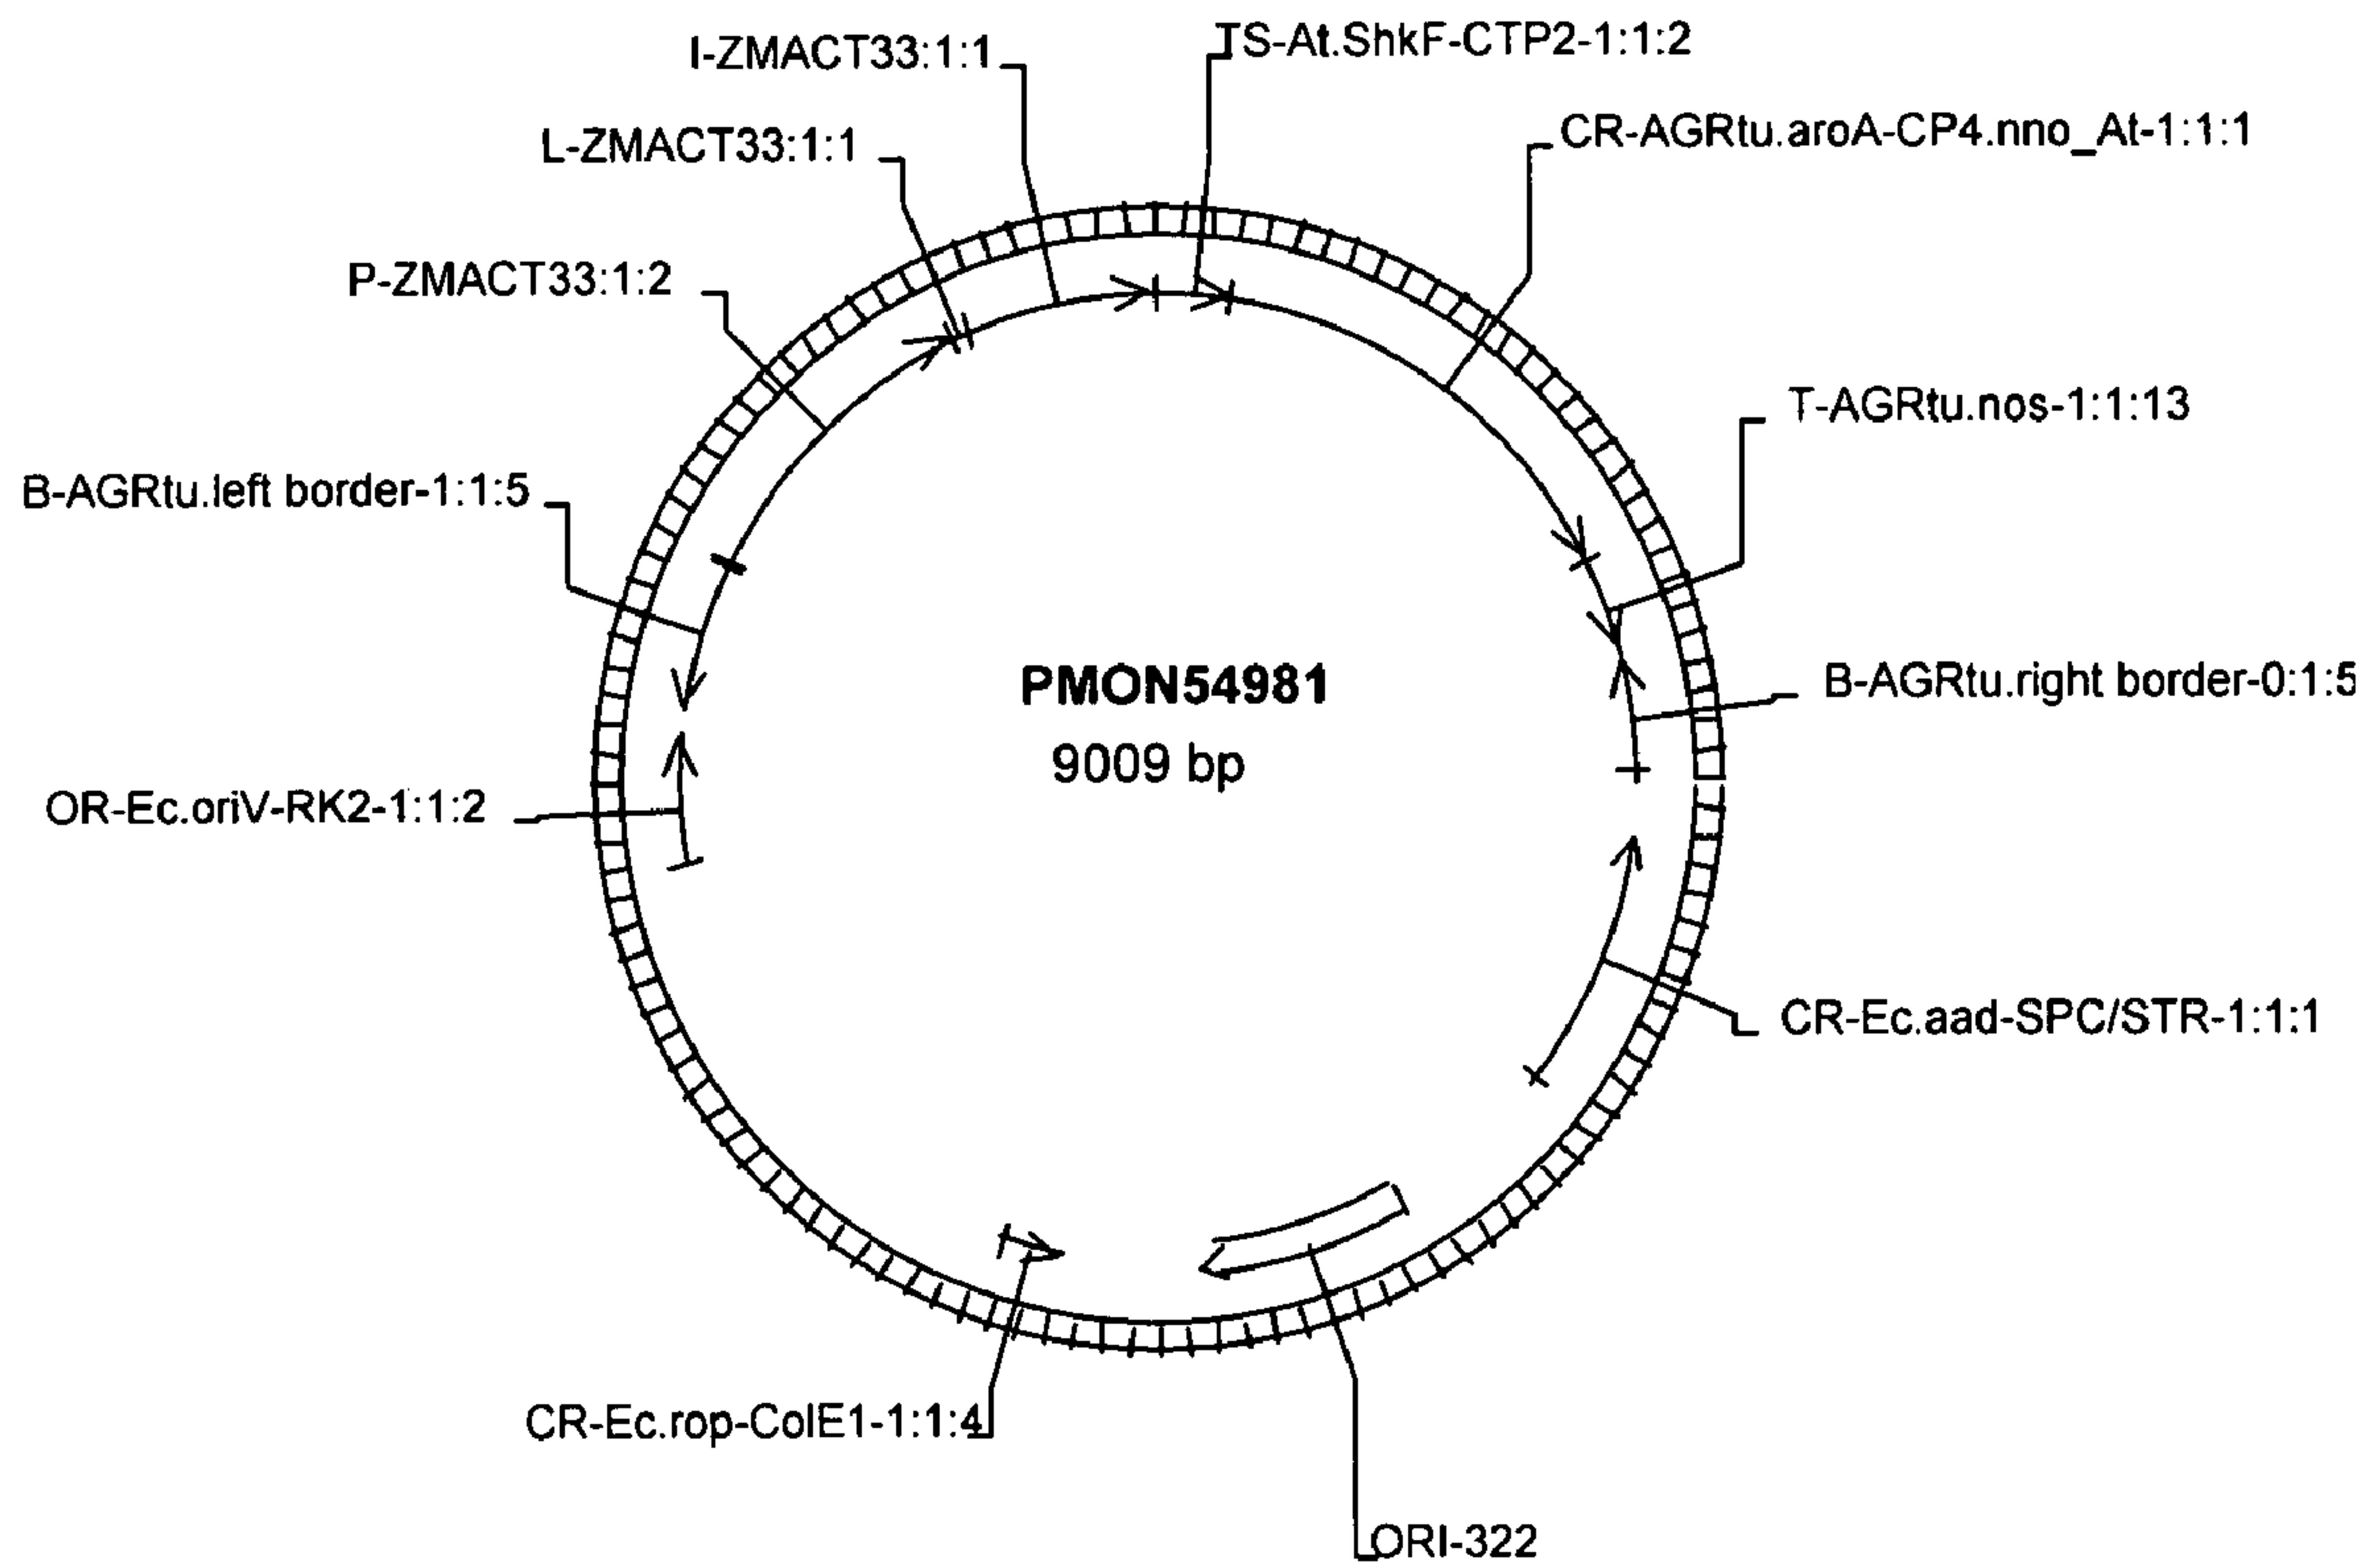 TS-At.ShkF-CTP2-1:1:2
I-ZMACT33:1:1
CR-AGRtu.aroA-CP4.nno_At-1:1:1
L-ZMACT33:1:1
P-ZMACT33:1:2
T-AGRtu.nos-1:1:13
B-AGRtu.left border-1:1:5
PMON54981
B-AGRtu.right border-0:1:5
9009 bp
OR-Ec.oriV-RK2-1:1:2
CR-Ec.aad-SPC/STR-1:1:1
CR-Ec.rop-ColE1-1:1:4
ORI-322